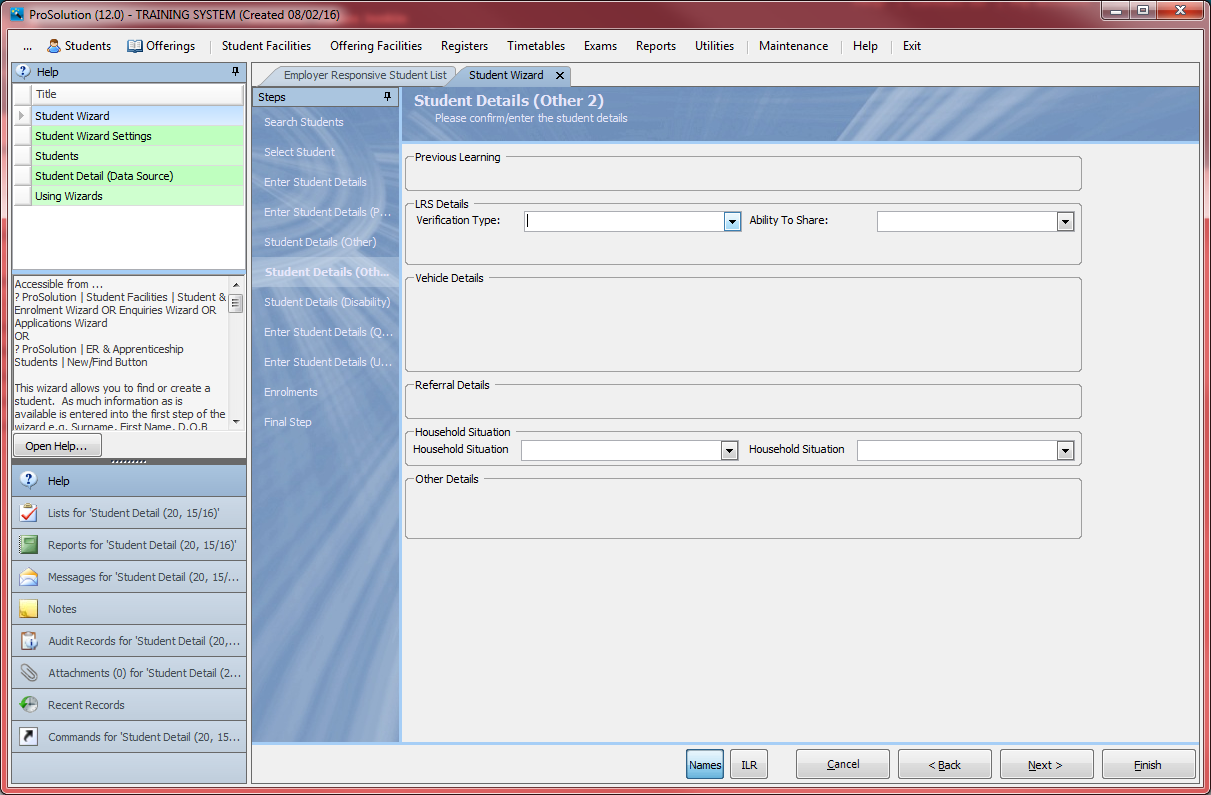 ProSolution (12.0) - TRAINING SYSTEM (Created 08/02/16)
... Students Offerings Student Facilities Offering Facilities Registers Timetables Exams Reports Utilities Maintenance Help Exit
Help
Title
Student Wizard
Student Wizard Settings
Students
Student Detail (Data Source)
Using Wizards
Accessible from ...
? ProSolution | Student Facilities | Student &
Enrolment Wizard OR Enquiries Wizard OR
Applications Wizard
OR
? ProSolution | ER & Apprenticeship
Students | New/Find Button
This wizard allows you to find or create a
student. As much information as is
available is entered into the first step of the
wizard e.g. Surname, First Name, D.O.B
Open Help...
Help
Lists for 'Student Detail (20, 15/16)'
Reports for 'Student Detail (20, 15/16)'
Messages for 'Student Detail (20, 15/...
Notes
Audit Records for 'Student Detail (20,...
Attachments (0) for 'Student Detail (2...
Recent Records
Commands for 'Student Detail (20, 15...
Employer Responsive Student List
Student Wizard
Steps
Search Students
Select Student
Enter Student Details
Enter Student Details (P...
Student Details (Other)
Student Details (Oth...
Student Details (Disability)
Enter Student Details (Q...
Enter Student Details (U...
Enrolments
Final Step
Student Details (Other 2)
Please confirm/enter the student details
Previous Learning
LRS Details
Verification Type: Ability To Share:
Vehicle Details
Referral Details
Household Situation
Household Situation Household Situation
Other Details
Names ILR Cancel < Back Next > Finish